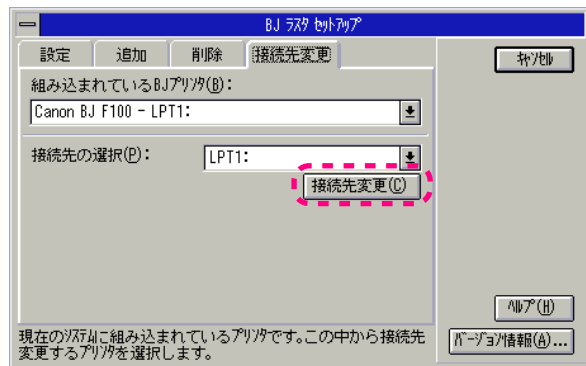 BJ ﾗｽﾀ ｾｯﾄｱｯﾌﾟ
設定 追加 削除 接続先変更
ｷｬﾝｾﾙ
組み込まれているBJﾌﾟﾘﾝﾀ(B):
Canon BJ F100 - LPT1:
接続先の選択(P): LPT1:
接続先変更(C)
ﾍﾙﾌﾟ(H)
現在のｼｽﾃﾑに組み込まれているﾌﾟﾘﾝﾀです。この中から接続先
変更するﾌﾟﾘﾝﾀを選択します。
ﾊﾞｰｼﾞｮﾝ情報(A)...